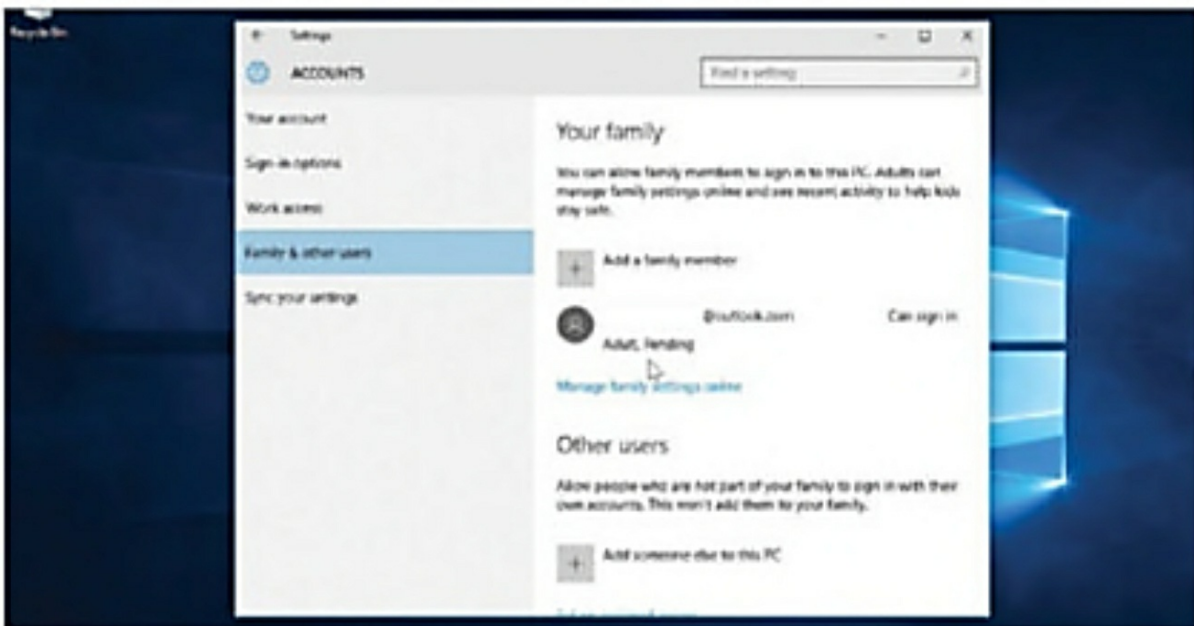 Recycle Bin
Settings
ACCOUNTS
Find a setting
Your account
Sign-in options
Work access
Family & other users
Sync your settings
Your family
You can allow family members to sign in to this PC. Adults can
manage family settings online and see recent activity to help kids
stay safe.
Add a family member
@outlook.com
Can sign in
Adult, Pending
Manage family settings online
Other users
Allow people who are not part of your family to sign in with their
own accounts. This won't add them to your family.
Add someone else to this PC